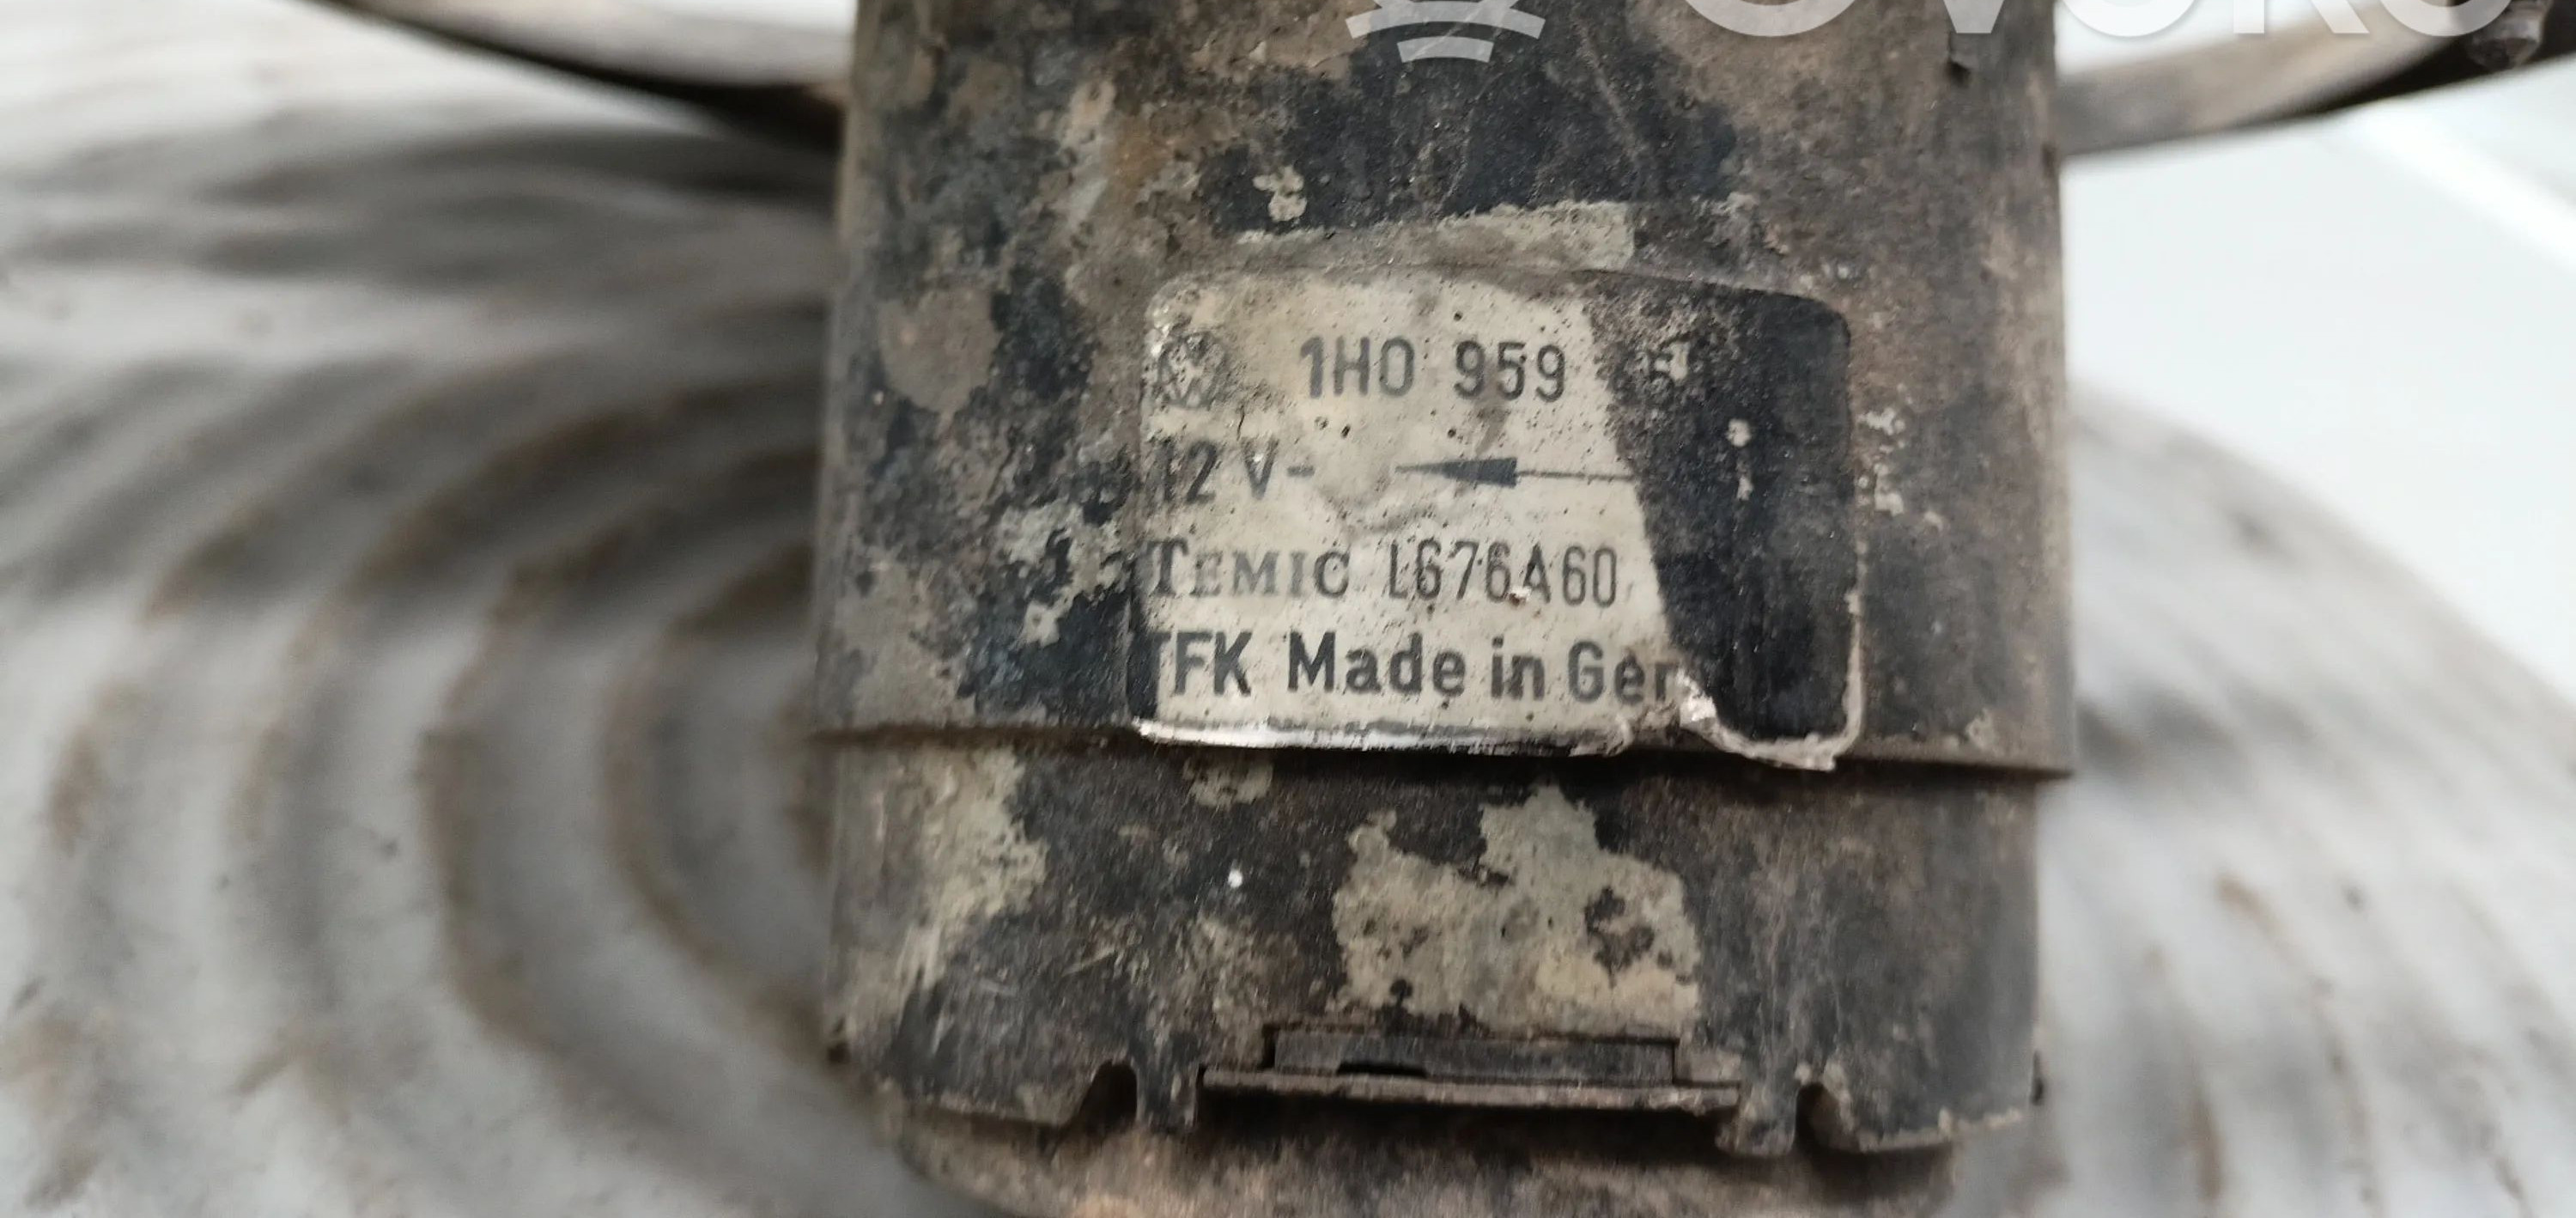 1H0 959
12 V-
TEMIC L676A60
TFK Made in Ger